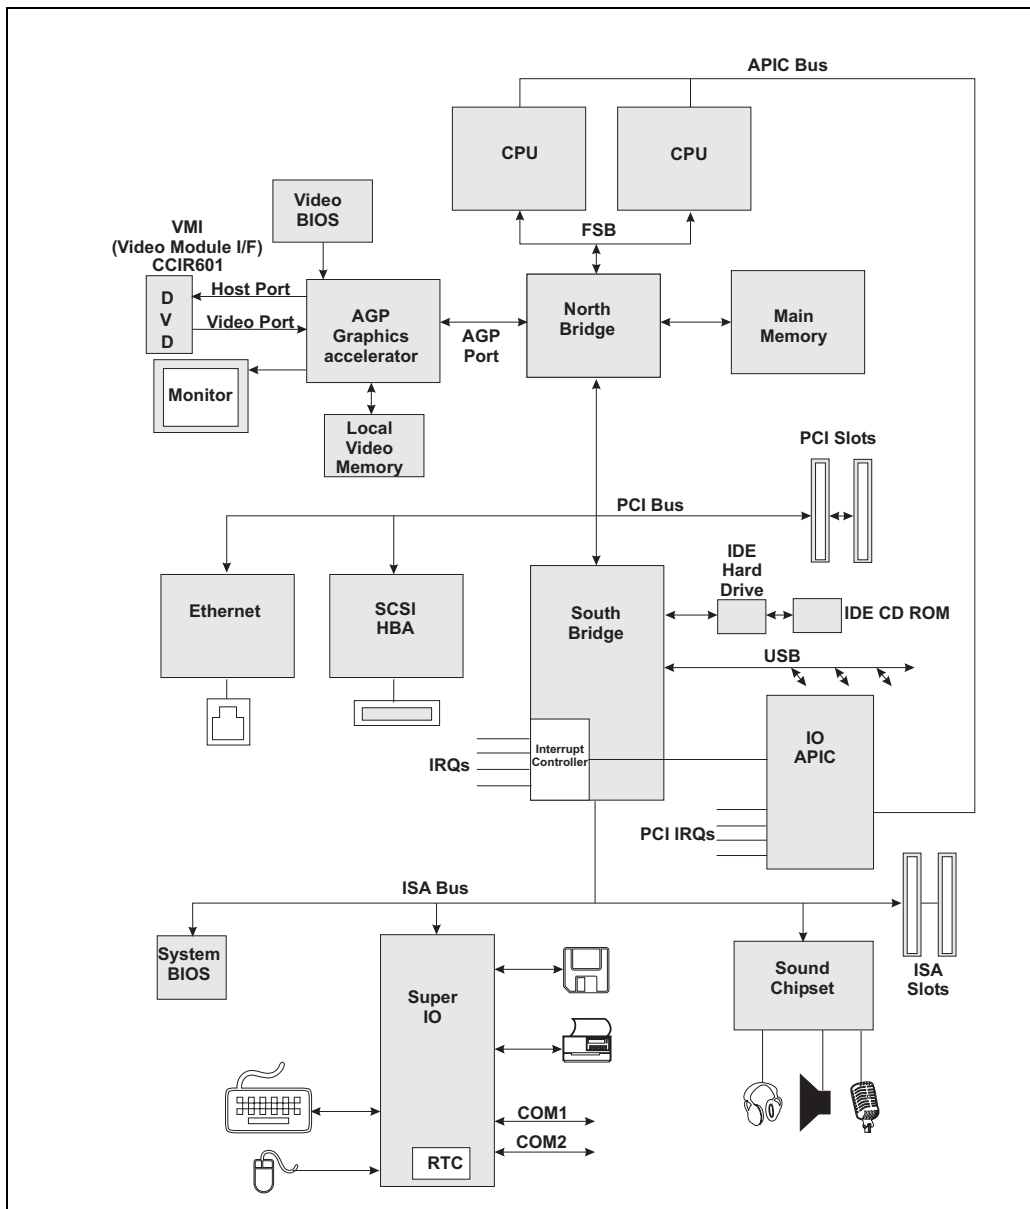 APIC Bus
CPU
CPU
Video
BIOS
FSB
VMI
(Video Module I/F)
CCIR601
D
V
D
Host Port
Video Port
AGP
Graphics
accelerator
AGP
Port
North
Bridge
Main
Memory
Monitor
Local
Video
Memory
PCI Slots
PCI Bus
Ethernet
SCSI
HBA
South
Bridge
IDE
Hard
Drive
IDE CD ROM
USB
Interrupt
Controller
IRQs
IO
APIC
PCI IRQs
ISA Bus
System
BIOS
Super
IO
Sound
Chipset
ISA
Slots
COM1
COM2
RTC